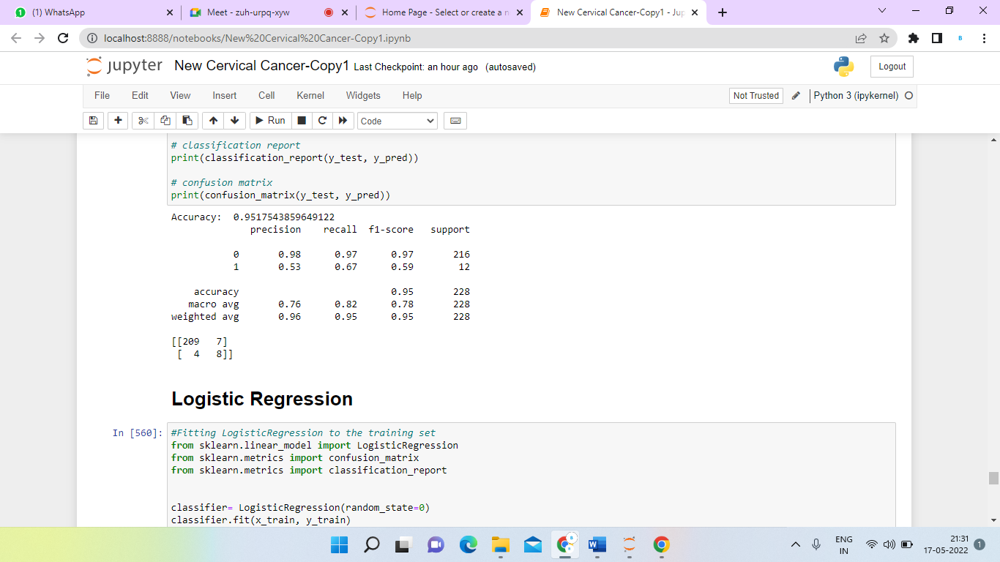 (1) WhatsApp
Meet - zuh-urpq-xyw
Home Page - Select or create a n
New Cervical Cancer-Copy1 - Jup
localhost:8888/notebooks/New%20Cervical%20Cancer-Copy1.ipynb
B
jupyter New Cervical Cancer-Copy1 Last Checkpoint: an hour ago (autosaved)
Logout
File Edit View Insert Cell Kernel Widgets Help
Not Trusted
Python 3 (ipykernel)
Run
Code
# classification report
print(classification_report(y_test, y_pred))
# confusion matrix
print(confusion_matrix(y_test, y_pred))
Accuracy:  0.9517543859649122
precision recall f1-score support
0 0.98 0.97 0.97 216
1 0.53 0.67 0.59 12
accuracy 0.95 228
macro avg 0.76 0.82 0.78 228
weighted avg 0.96 0.95 0.95 228
[[209   7]
[  4   8]]
Logistic Regression
In [560]:
#Fitting LogisticRegression to the training set
from sklearn.linear_model import LogisticRegression
from sklearn.metrics import confusion_matrix
from sklearn.metrics import classification_report
classifier= LogisticRegression(random_state=0)
classifier.fit(x_train, y_train)
ENG
IN
21:31
17-05-2022
1